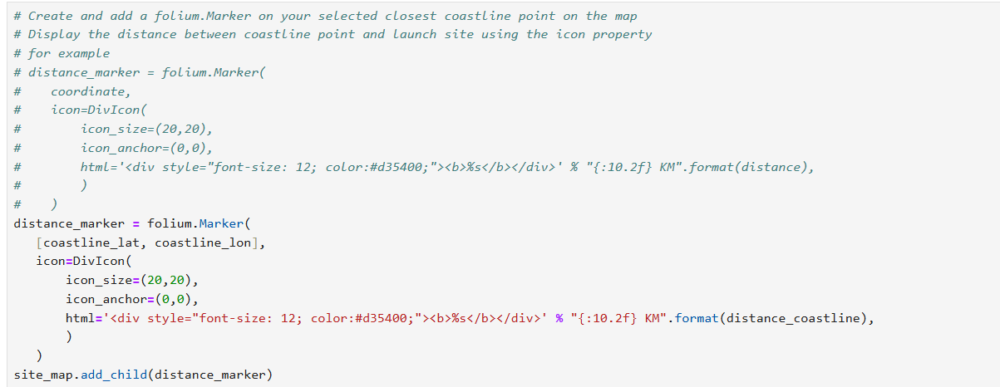 # Create and add a folium.Marker on your selected closest coastline point on the map
# Display the distance between coastline point and launch site using the icon property
# for example
# distance_marker = folium.Marker(
#    coordinate,
#    icon=DivIcon(
#        icon_size=(20,20),
#        icon_anchor=(0,0),
#        html='<div style="font-size: 12; color:#d35400;"><b>%s</b></div>' % "{:10.2f} KM".format(distance),
#        )
#    )
distance_marker = folium.Marker(
   [coastline_lat, coastline_lon],
   icon=DivIcon(
       icon_size=(20,20),
       icon_anchor=(0,0),
       html='<div style="font-size: 12; color:#d35400;"><b>%s</b></div>' % "{:10.2f} KM".format(distance_coastline),
       )
   )
site_map.add_child(distance_marker)